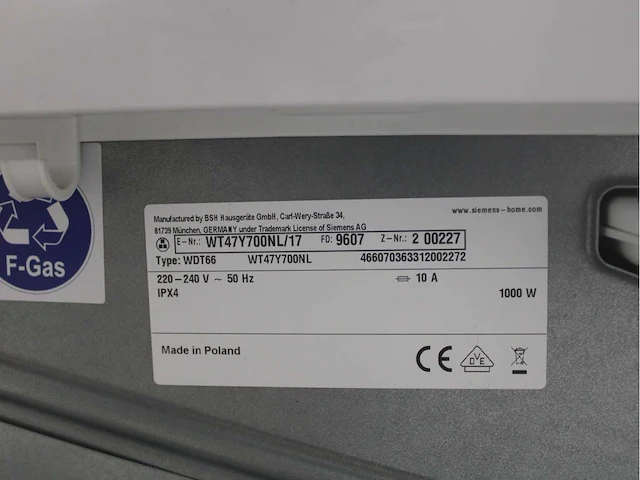 Manufactured by BSH Hausgeräte GmbH, Carl-Wery-Straße 34,
81739 München, GERMANY under Trademark License of Siemens AG
www.siemens-home.com
E-Nr.: WT47Y700NL/17 FD: 9607 Z-Nr.: 2 00227
Type: WDT66 WT47Y700NL 466070363312002272
220-240 V ~ 50 Hz 10 A
IPX4 1000 W
Made in Poland
CE DVE
F-Gas